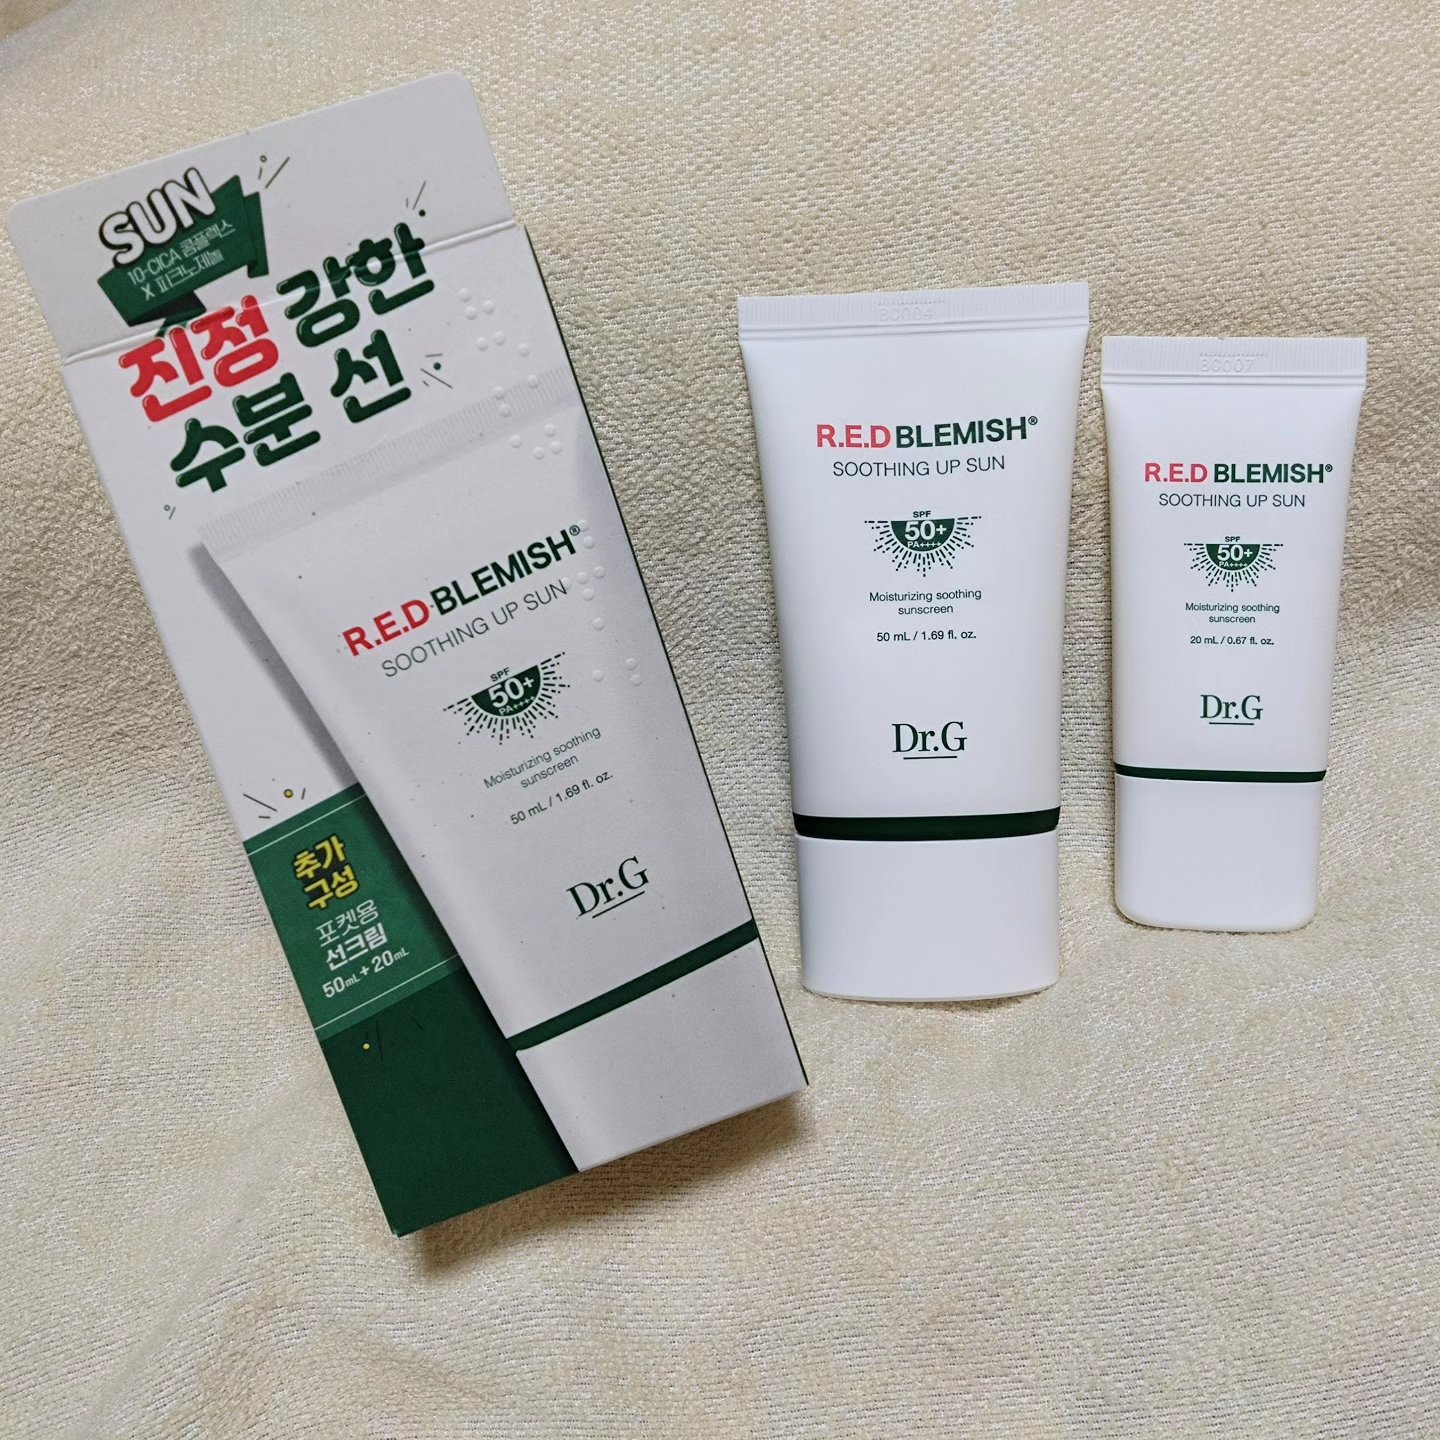 SUN
10-CICA 콤플렉스
X 피크노제놀
진정 강한
수분 선
R.E.D BLEMISH®
SOOTHING UP SUN
SPF
50+
PA++++
Moisturizing soothing
sunscreen
50 mL / 1.69 fl. oz.
Dr.G
추가
구성
포켓용
선크림
50mL + 20mL
BC004
R.E.D BLEMISH®
SOOTHING UP SUN
SPF
50+
PA++++
Moisturizing soothing
sunscreen
50 mL / 1.69 fl. oz.
Dr.G
BC007
R.E.D BLEMISH®
SOOTHING UP SUN
SPF
50+
PA++++
Moisturizing soothing
sunscreen
20 mL / 0.67 fl. oz.
Dr.G